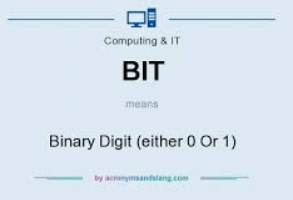 Computing & IT
BIT
means
Binary Digit (either 0 Or 1)
by acronymsandslang.com